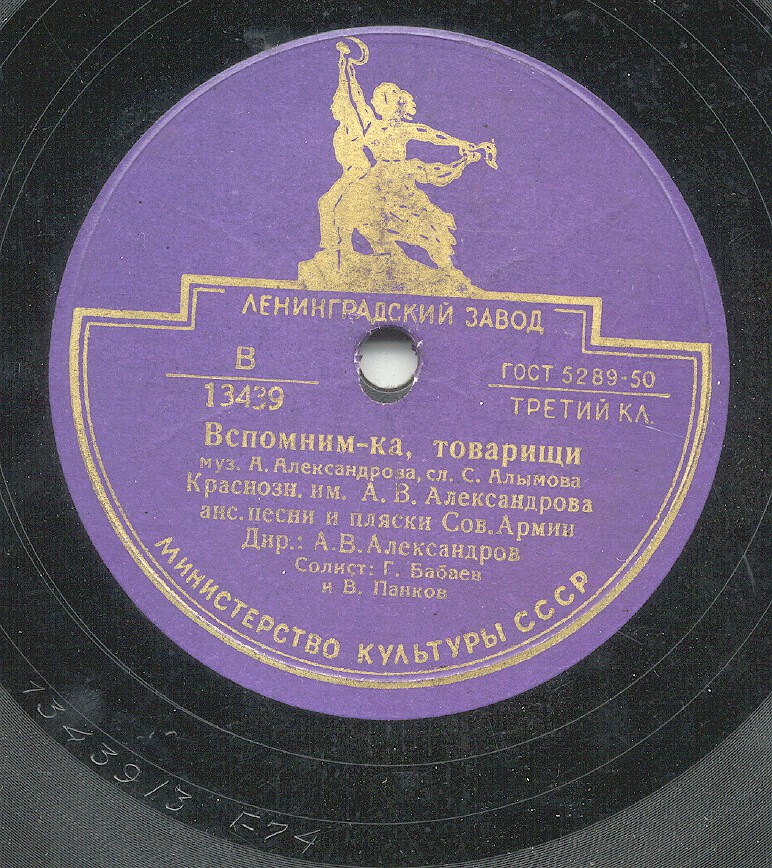 ЛЕНИНГРАДСКИЙ ЗАВОД
В
13439
ГОСТ 5289-50
ТРЕТИЙ КЛ.
Вспомним-ка, товарищи
муз. А. Александрова, сл. С. Алымова
Краснозн. им. А. В. Александрова
анс. песни и пляски Сов. Армии
Дир.: А. В. Александров
Солист: Г. Бабаев
и В. Панков
МИНИСТЕРСТВО КУЛЬТУРЫ СССР
13439/3 Г-74